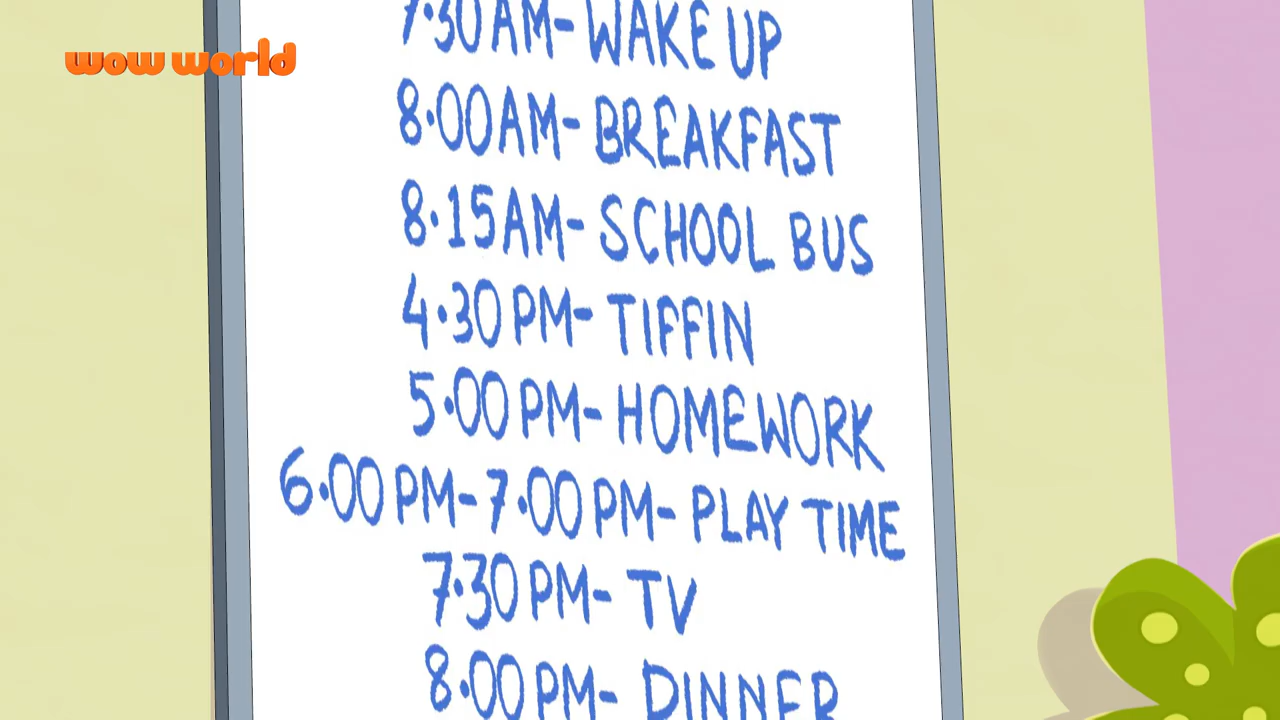 wow world
7.30 AM- WAKE UP
8.00 AM- BREAKFAST
8.15 AM- SCHOOL BUS
4.30 PM- TIFFIN
5.00 PM- HOMEWORK
6.00 PM- 7.00 PM- PLAY TIME
7.30 PM- TV
8.00 PM- DINNER